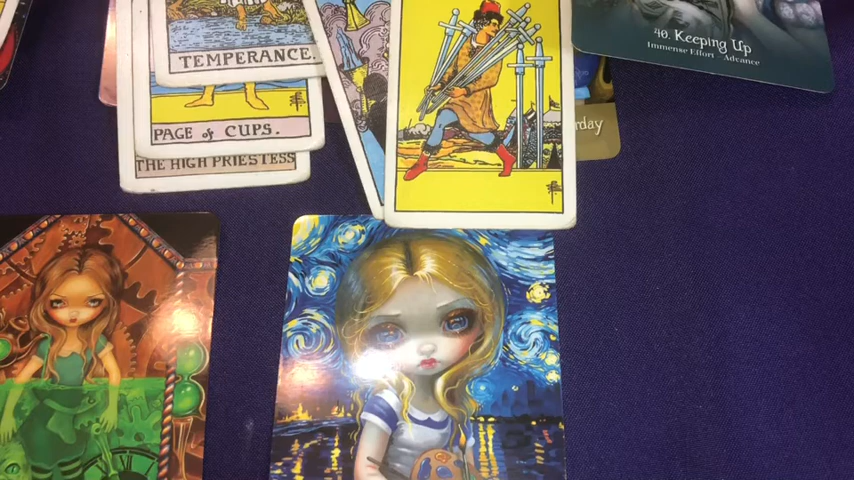 TEMPERANCE.
PAGE of CUPS.
THE HIGH PRIESTESS
40. Keeping Up
Immense Effort - Advance
rday